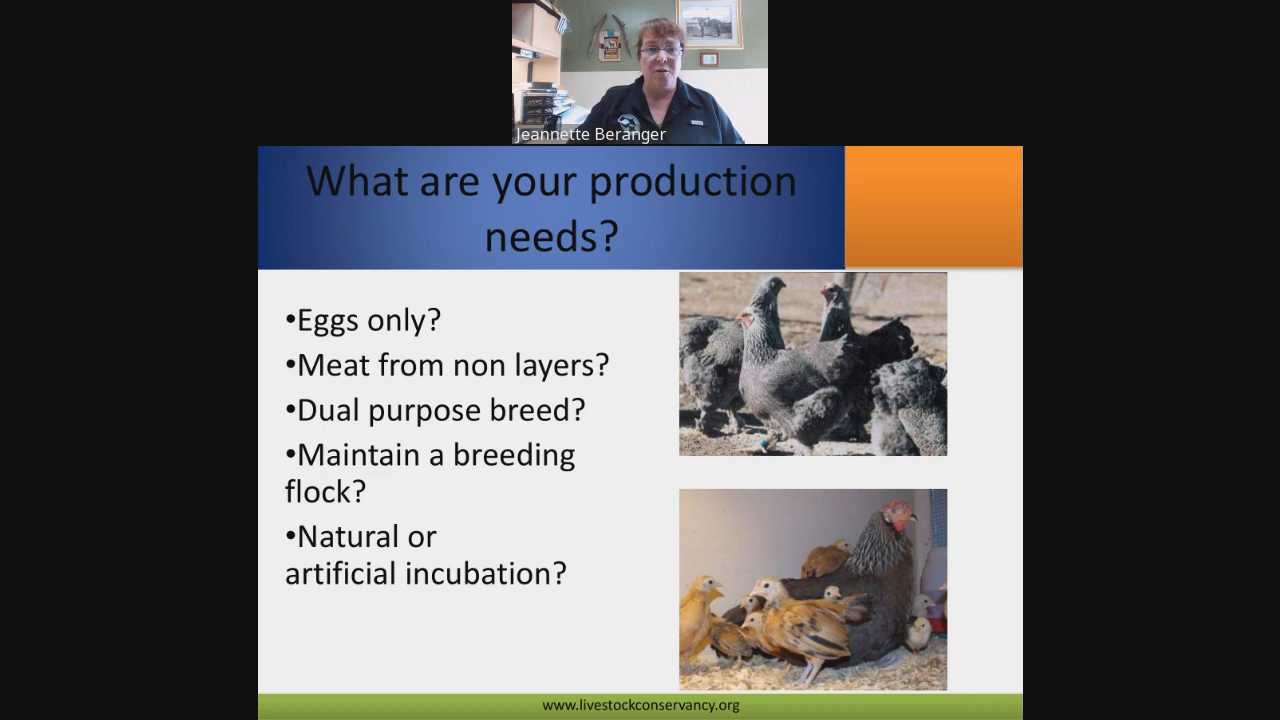 Jeannette Beranger
What are your production
needs?
•Eggs only?
•Meat from non layers?
•Dual purpose breed?
•Maintain a breeding
flock?
•Natural or
artificial incubation?
www.livestockconservancy.org